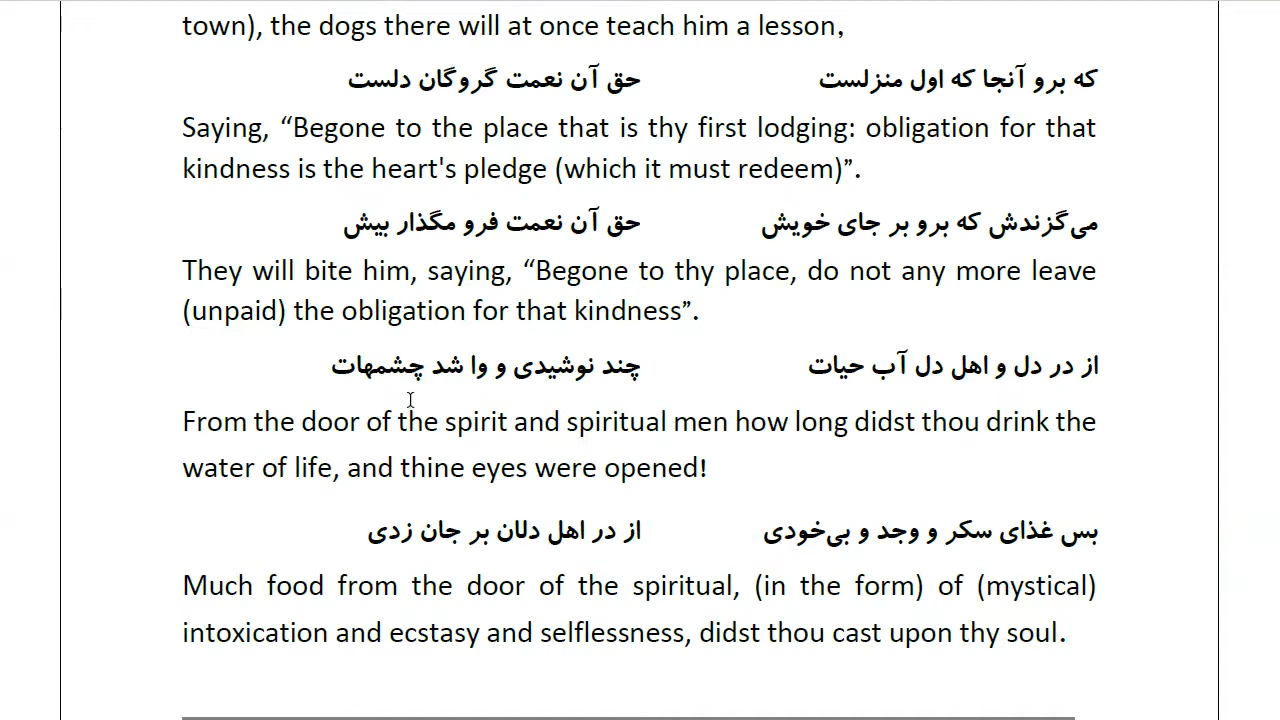 town), the dogs there will at once teach him a lesson,
که برو آنجا که اول منزلست حق آن نعمت گروگان دلست
Saying, “Begone to the place that is thy first lodging: obligation for that
kindness is the heart's pledge (which it must redeem)”.
می‌گزندش که برو بر جای خویش حق آن نعمت فرو مگذار بیش
They will bite him, saying, “Begone to thy place, do not any more leave
(unpaid) the obligation for that kindness”.
از در دل و اهل دل آب حیات چند نوشیدی و وا شد چشمهات
From the door of the spirit and spiritual men how long didst thou drink the
water of life, and thine eyes were opened!
بس غذای سکر و وجد و بی‌خودی از در اهل دلان بر جان زدی
Much food from the door of the spiritual, (in the form) of (mystical)
intoxication and ecstasy and selflessness, didst thou cast upon thy soul.